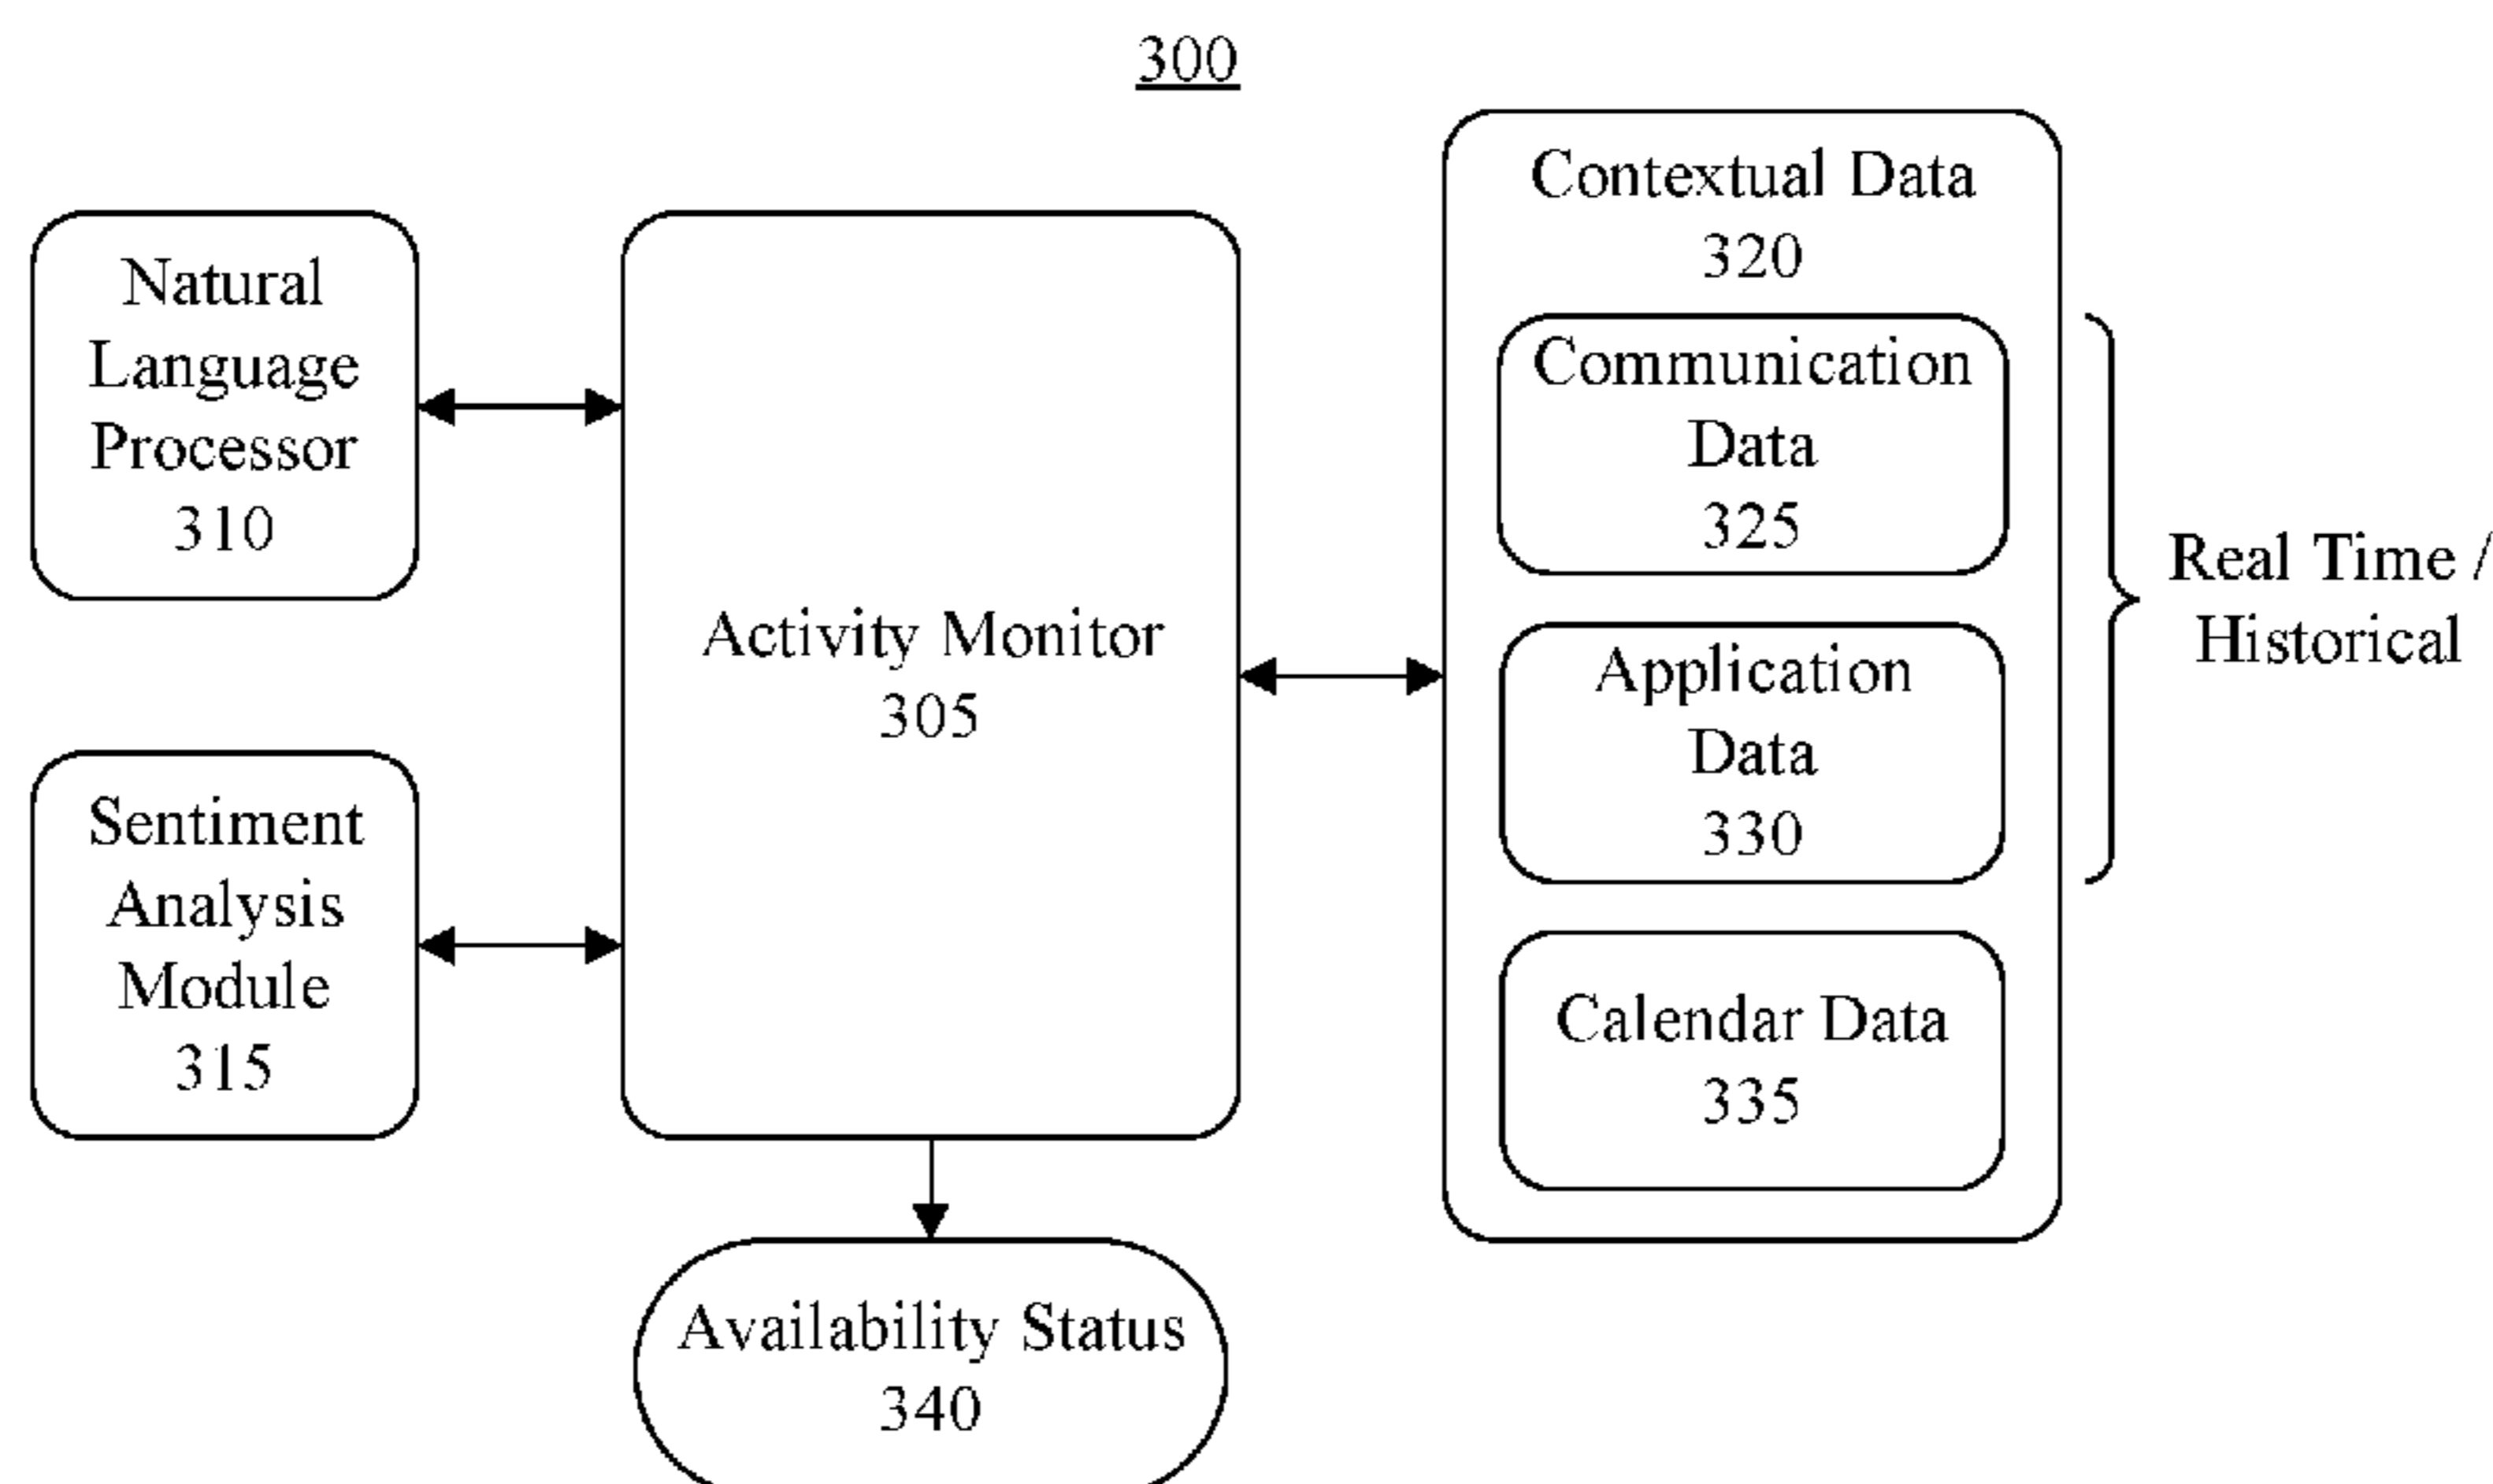 300
Natural
Language
Processor
310
Sentiment
Analysis
Module
315
Activity Monitor
305
Availability Status
340
Contextual Data
320
Communication
Data
325
Application
Data
330
Calendar Data
335
Real Time /
Historical